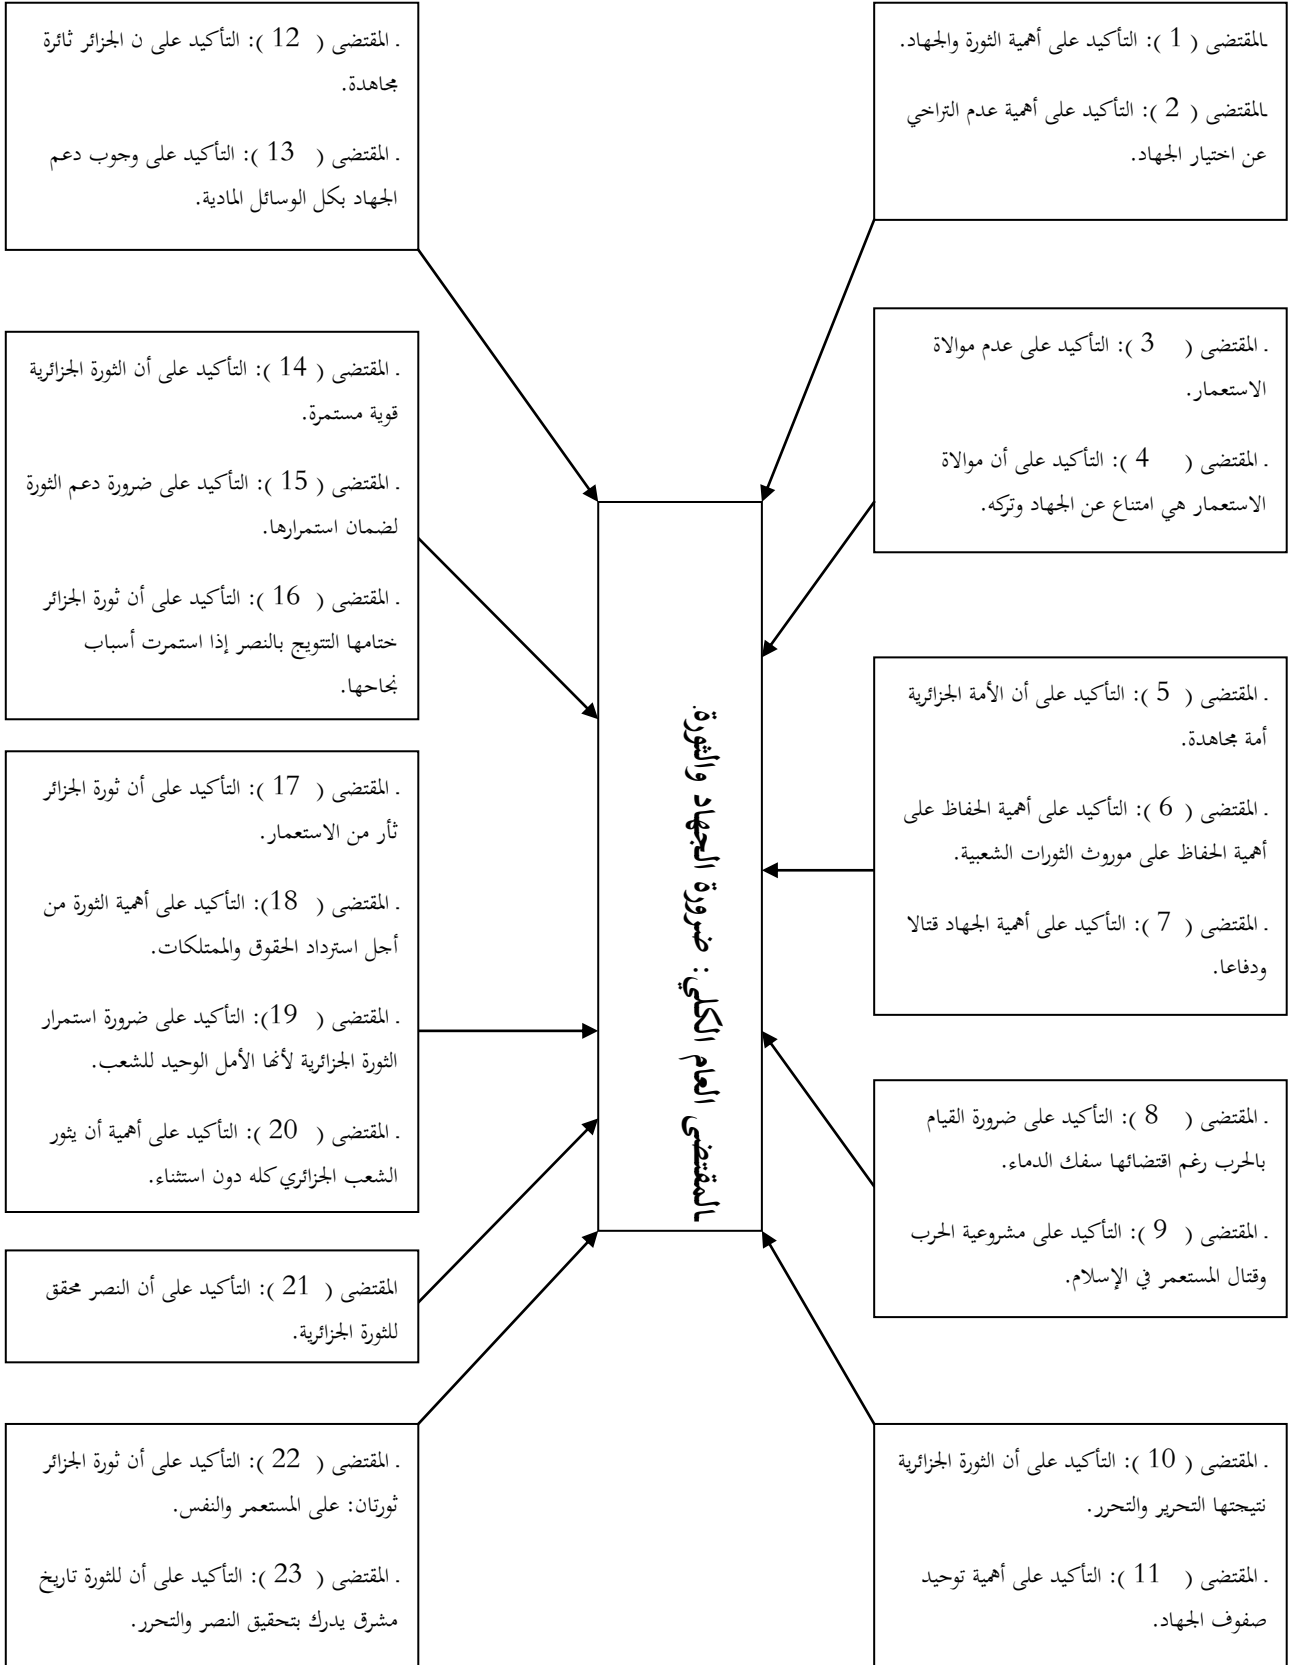 ـالمقتضى ( 1 ): التأكيد على أهمية الثورة والجهاد.
ـالمقتضى ( 2 ): التأكيد على أهمية عدم التراخي
عن اختيار الجهاد.
. المقتضى ( 3 ): التأكيد على عدم موالاة
الاستعمار.
. المقتضى ( 4 ): التأكيد على أن موالاة
الاستعمار هي امتناع عن الجهاد وتركه.
. المقتضى ( 5 ): التأكيد على أن الأمة الجزائرية
أمة مجاهدة.
. المقتضى ( 6 ): التأكيد على أهمية الحفاظ على
أهمية الحفاظ على موروث الثورات الشعبية.
. المقتضى ( 7 ): التأكيد على أهمية الجهاد قتالا
ودفاعا.
. المقتضى ( 8 ): التأكيد على ضرورة القيام
بالحرب رغم اقتضائها سفك الدماء.
. المقتضى ( 9 ): التأكيد على مشروعية الحرب
وقتال المستعمر في الإسلام.
. المقتضى ( 10 ): التأكيد على أن الثورة الجزائرية
نتيجتها التحرير والتحرر.
. المقتضى ( 11 ): التأكيد على أهمية توحيد
صفوف الجهاد.
ـالمقتضى العام الكلي: ضرورة الجهاد والثورة.
. المقتضى ( 12 ): التأكيد على ن الجزائر ثائرة
مجاهدة.
. المقتضى ( 13 ): التأكيد على وجوب دعم
الجهاد بكل الوسائل المادية.
. المقتضى ( 14 ): التأكيد على أن الثورة الجزائرية
قوية مستمرة.
. المقتضى ( 15 ): التأكيد على ضرورة دعم الثورة
لضمان استمرارها.
. المقتضى ( 16 ): التأكيد على أن ثورة الجزائر
ختامها التتويج بالنصر إذا استمرت أسباب
نجاحها.
. المقتضى ( 17 ): التأكيد على أن ثورة الجزائر
ثأر من الاستعمار.
. المقتضى ( 18): التأكيد على أهمية الثورة من
أجل استرداد الحقوق والممتلكات.
. المقتضى ( 19): التأكيد على ضرورة استمرار
الثورة الجزائرية لأنها الأمل الوحيد للشعب.
. المقتضى ( 20 ): التأكيد على أهمية أن يثور
الشعب الجزائري كله دون استثناء.
المقتضى ( 21 ): التأكيد على أن النصر محقق
للثورة الجزائرية.
. المقتضى ( 22 ): التأكيد على أن ثورة الجزائر
ثورتان: على المستعمر والنفس.
. المقتضى ( 23 ): التأكيد على أن للثورة تاريخ
مشرق يدرك بتحقيق النصر والتحرر.